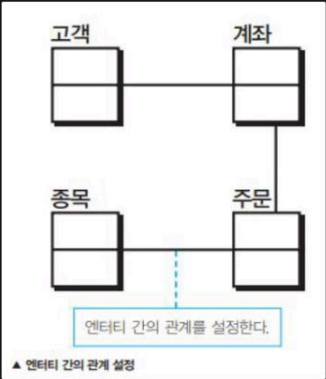 고객
계좌
종목
주문
엔터티 간의 관계를 설정한다.
▲ 엔터티 간의 관계 설정